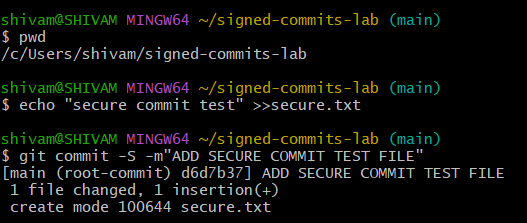 shivam@SHIVAM MINGW64 ~/signed-commits-lab (main)
$ pwd
/c/Users/shivam/signed-commits-lab
shivam@SHIVAM MINGW64 ~/signed-commits-lab (main)
$ echo "secure commit test" >>secure.txt
shivam@SHIVAM MINGW64 ~/signed-commits-lab (main)
$ git commit -S -m"ADD SECURE COMMIT TEST FILE"
[main (root-commit) d6d7b37] ADD SECURE COMMIT TEST FILE
1 file changed, 1 insertion(+)
create mode 100644 secure.txt